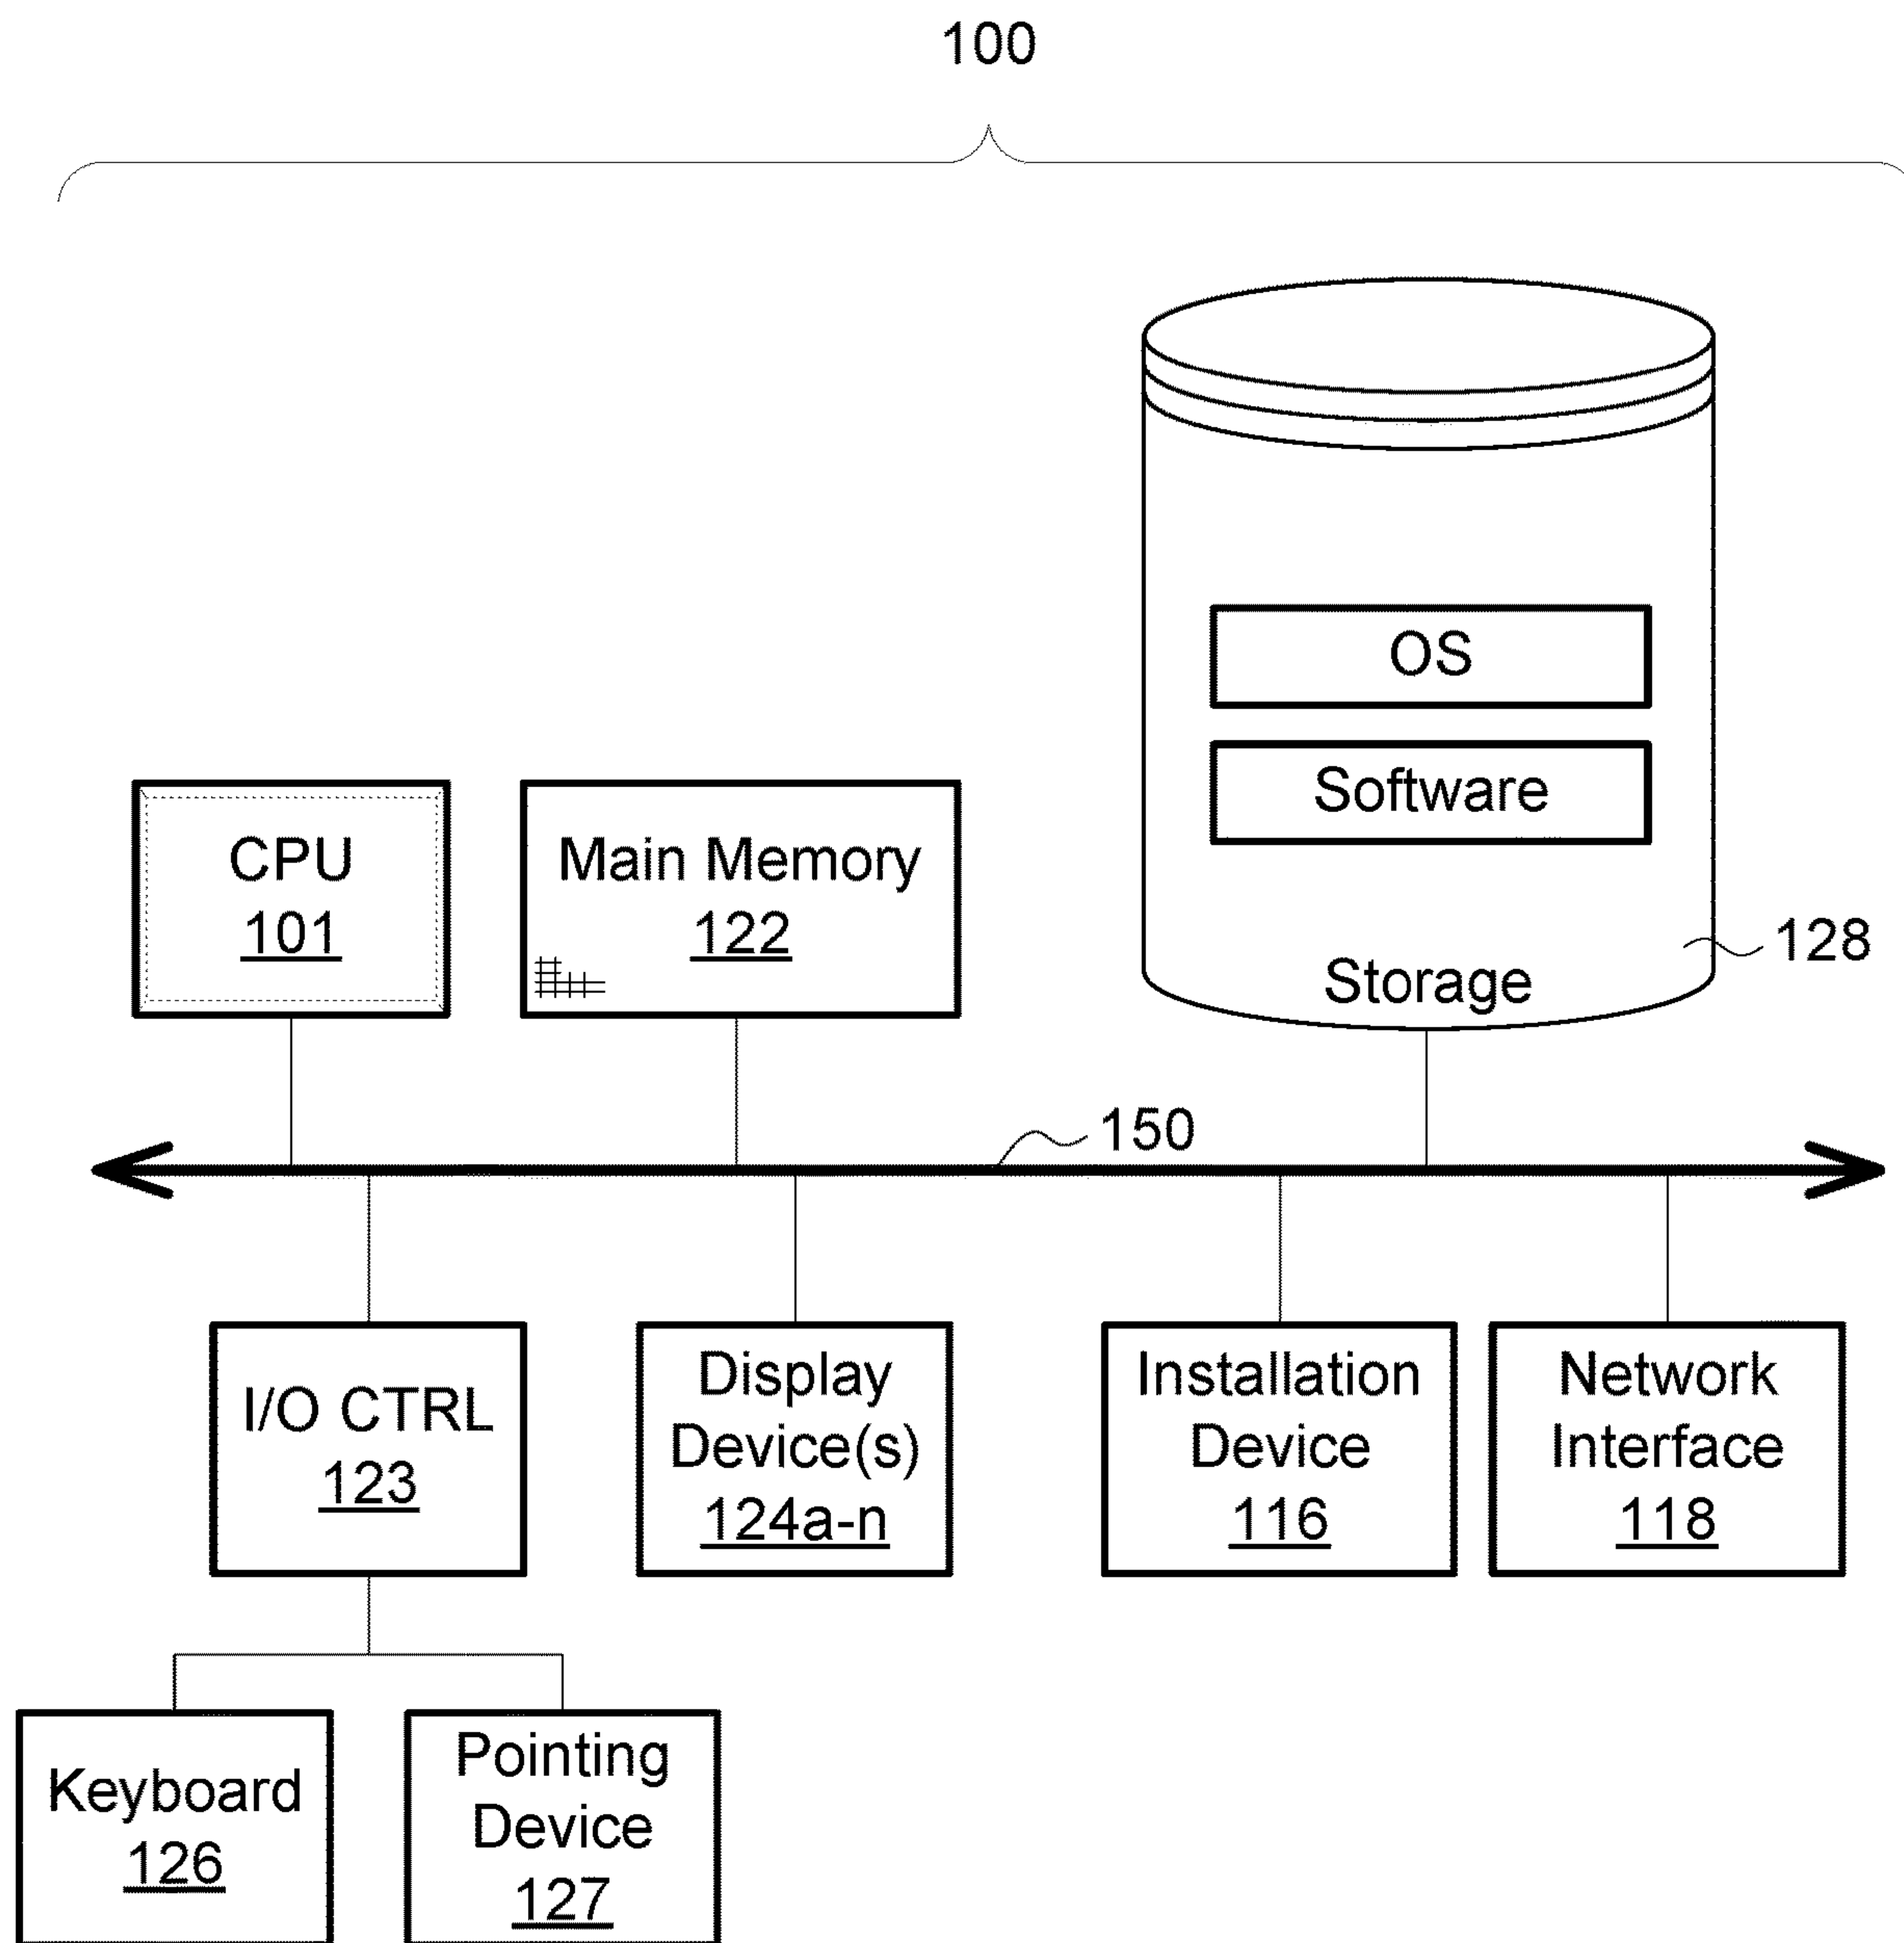 100
OS
Software
CPU
101
Main Memory
122
Storage
128
150
I/O CTRL
123
Display
Device(s)
124a-n
Installation
Device
116
Network
Interface
118
Keyboard
126
Pointing
Device
127